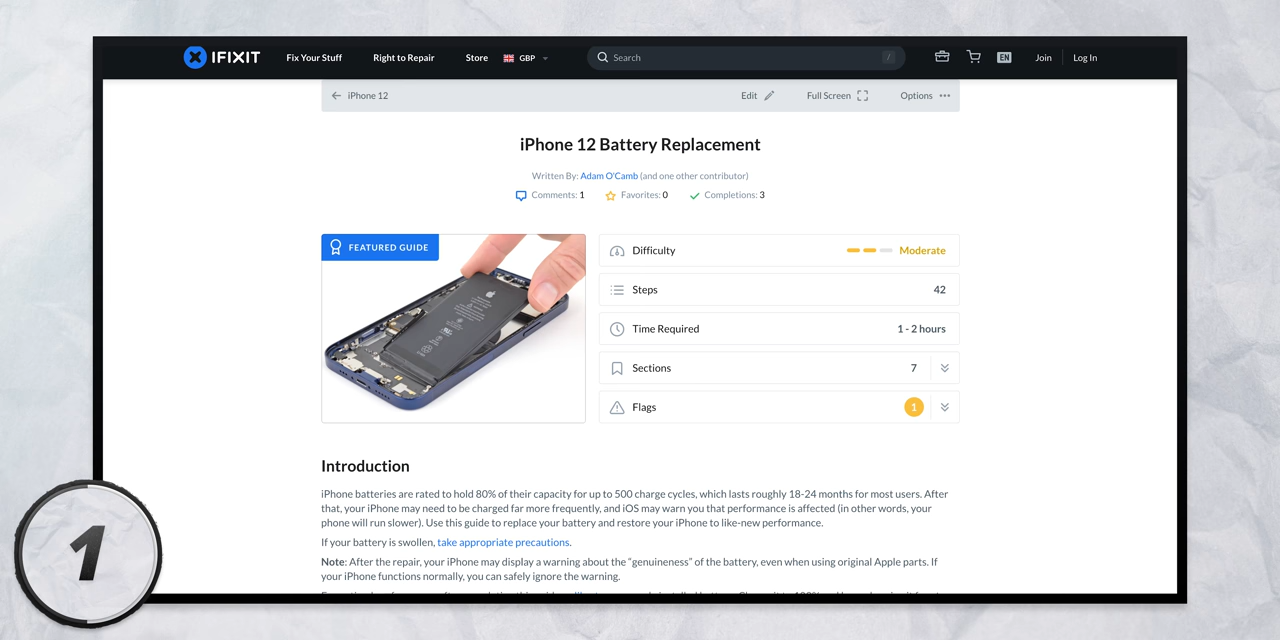 IFIXIT
Fix Your Stuff
Right to Repair
Store
GBP
Search
/
EN
Join
Log In
iPhone 12
Edit
Full Screen
Options
iPhone 12 Battery Replacement
Written By: Adam O'Camb (and one other contributor)
Comments: 1
Favorites: 0
Completions: 3
FEATURED GUIDE
Difficulty
Moderate
Steps
42
Time Required
1 - 2 hours
Sections
7
Flags
1
Introduction
iPhone batteries are rated to hold 80% of their capacity for up to 500 charge cycles, which lasts roughly 18-24 months for most users. After
that, your iPhone may need to be charged far more frequently, and iOS may warn you that performance is affected (in other words, your
phone will run slower). Use this guide to replace your battery and restore your iPhone to like-new performance.
If your battery is swollen, take appropriate precautions.
Note: After the repair, your iPhone may display a warning about the “genuineness” of the battery, even when using original Apple parts. If
your iPhone functions normally, you can safely ignore the warning.
1